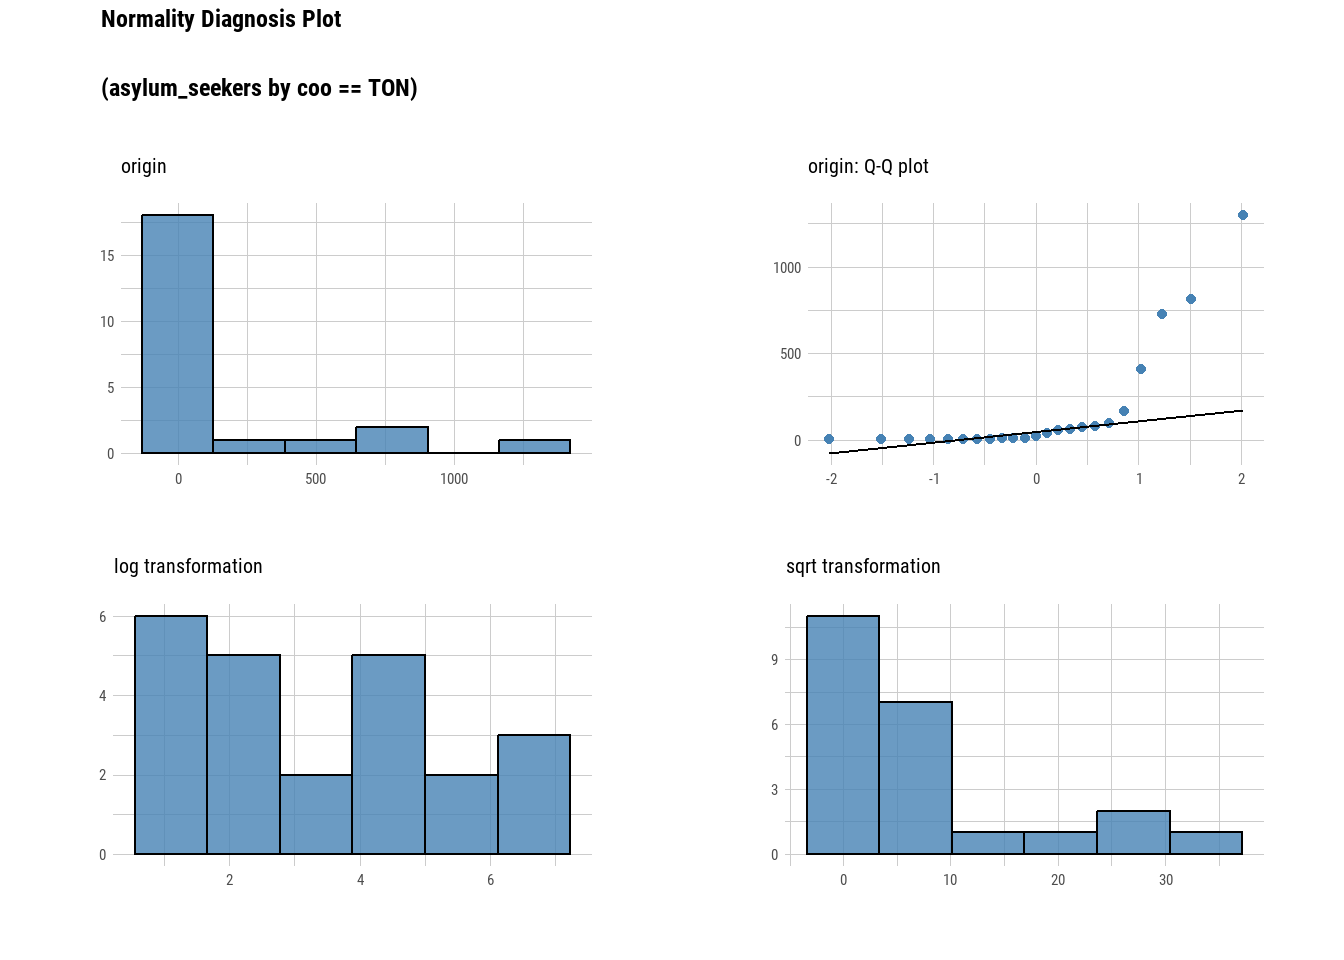 Normality Diagnosis Plot
(asylum_seekers by coo == TON)
origin
15
10
5
0
0 500 1000
origin: Q-Q plot
1000
500
0
-2 -1 0 1 2
log transformation
6
4
2
0
2 4 6
sqrt transformation
9
6
3
0
0 10 20 30